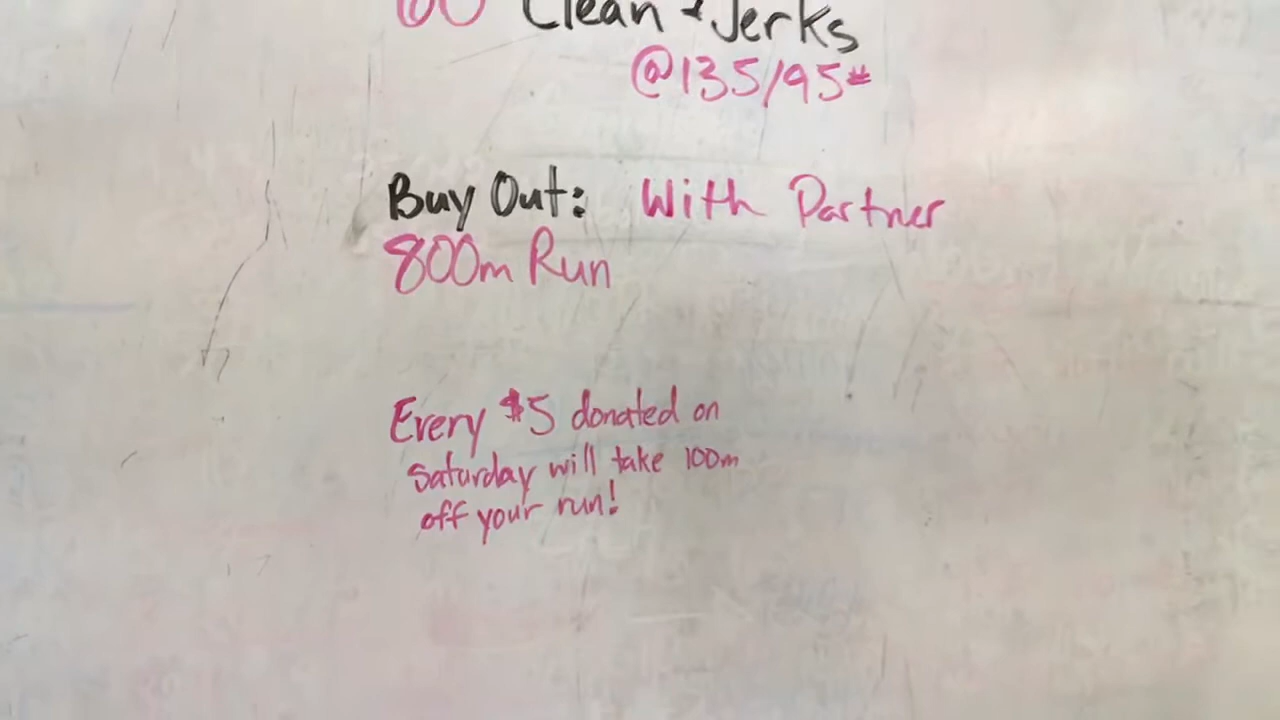 60 Clean & Jerks
@135/95#
Buy Out: With Partner
800m Run
Every $5 donated on
Saturday will take 100m
off your run!